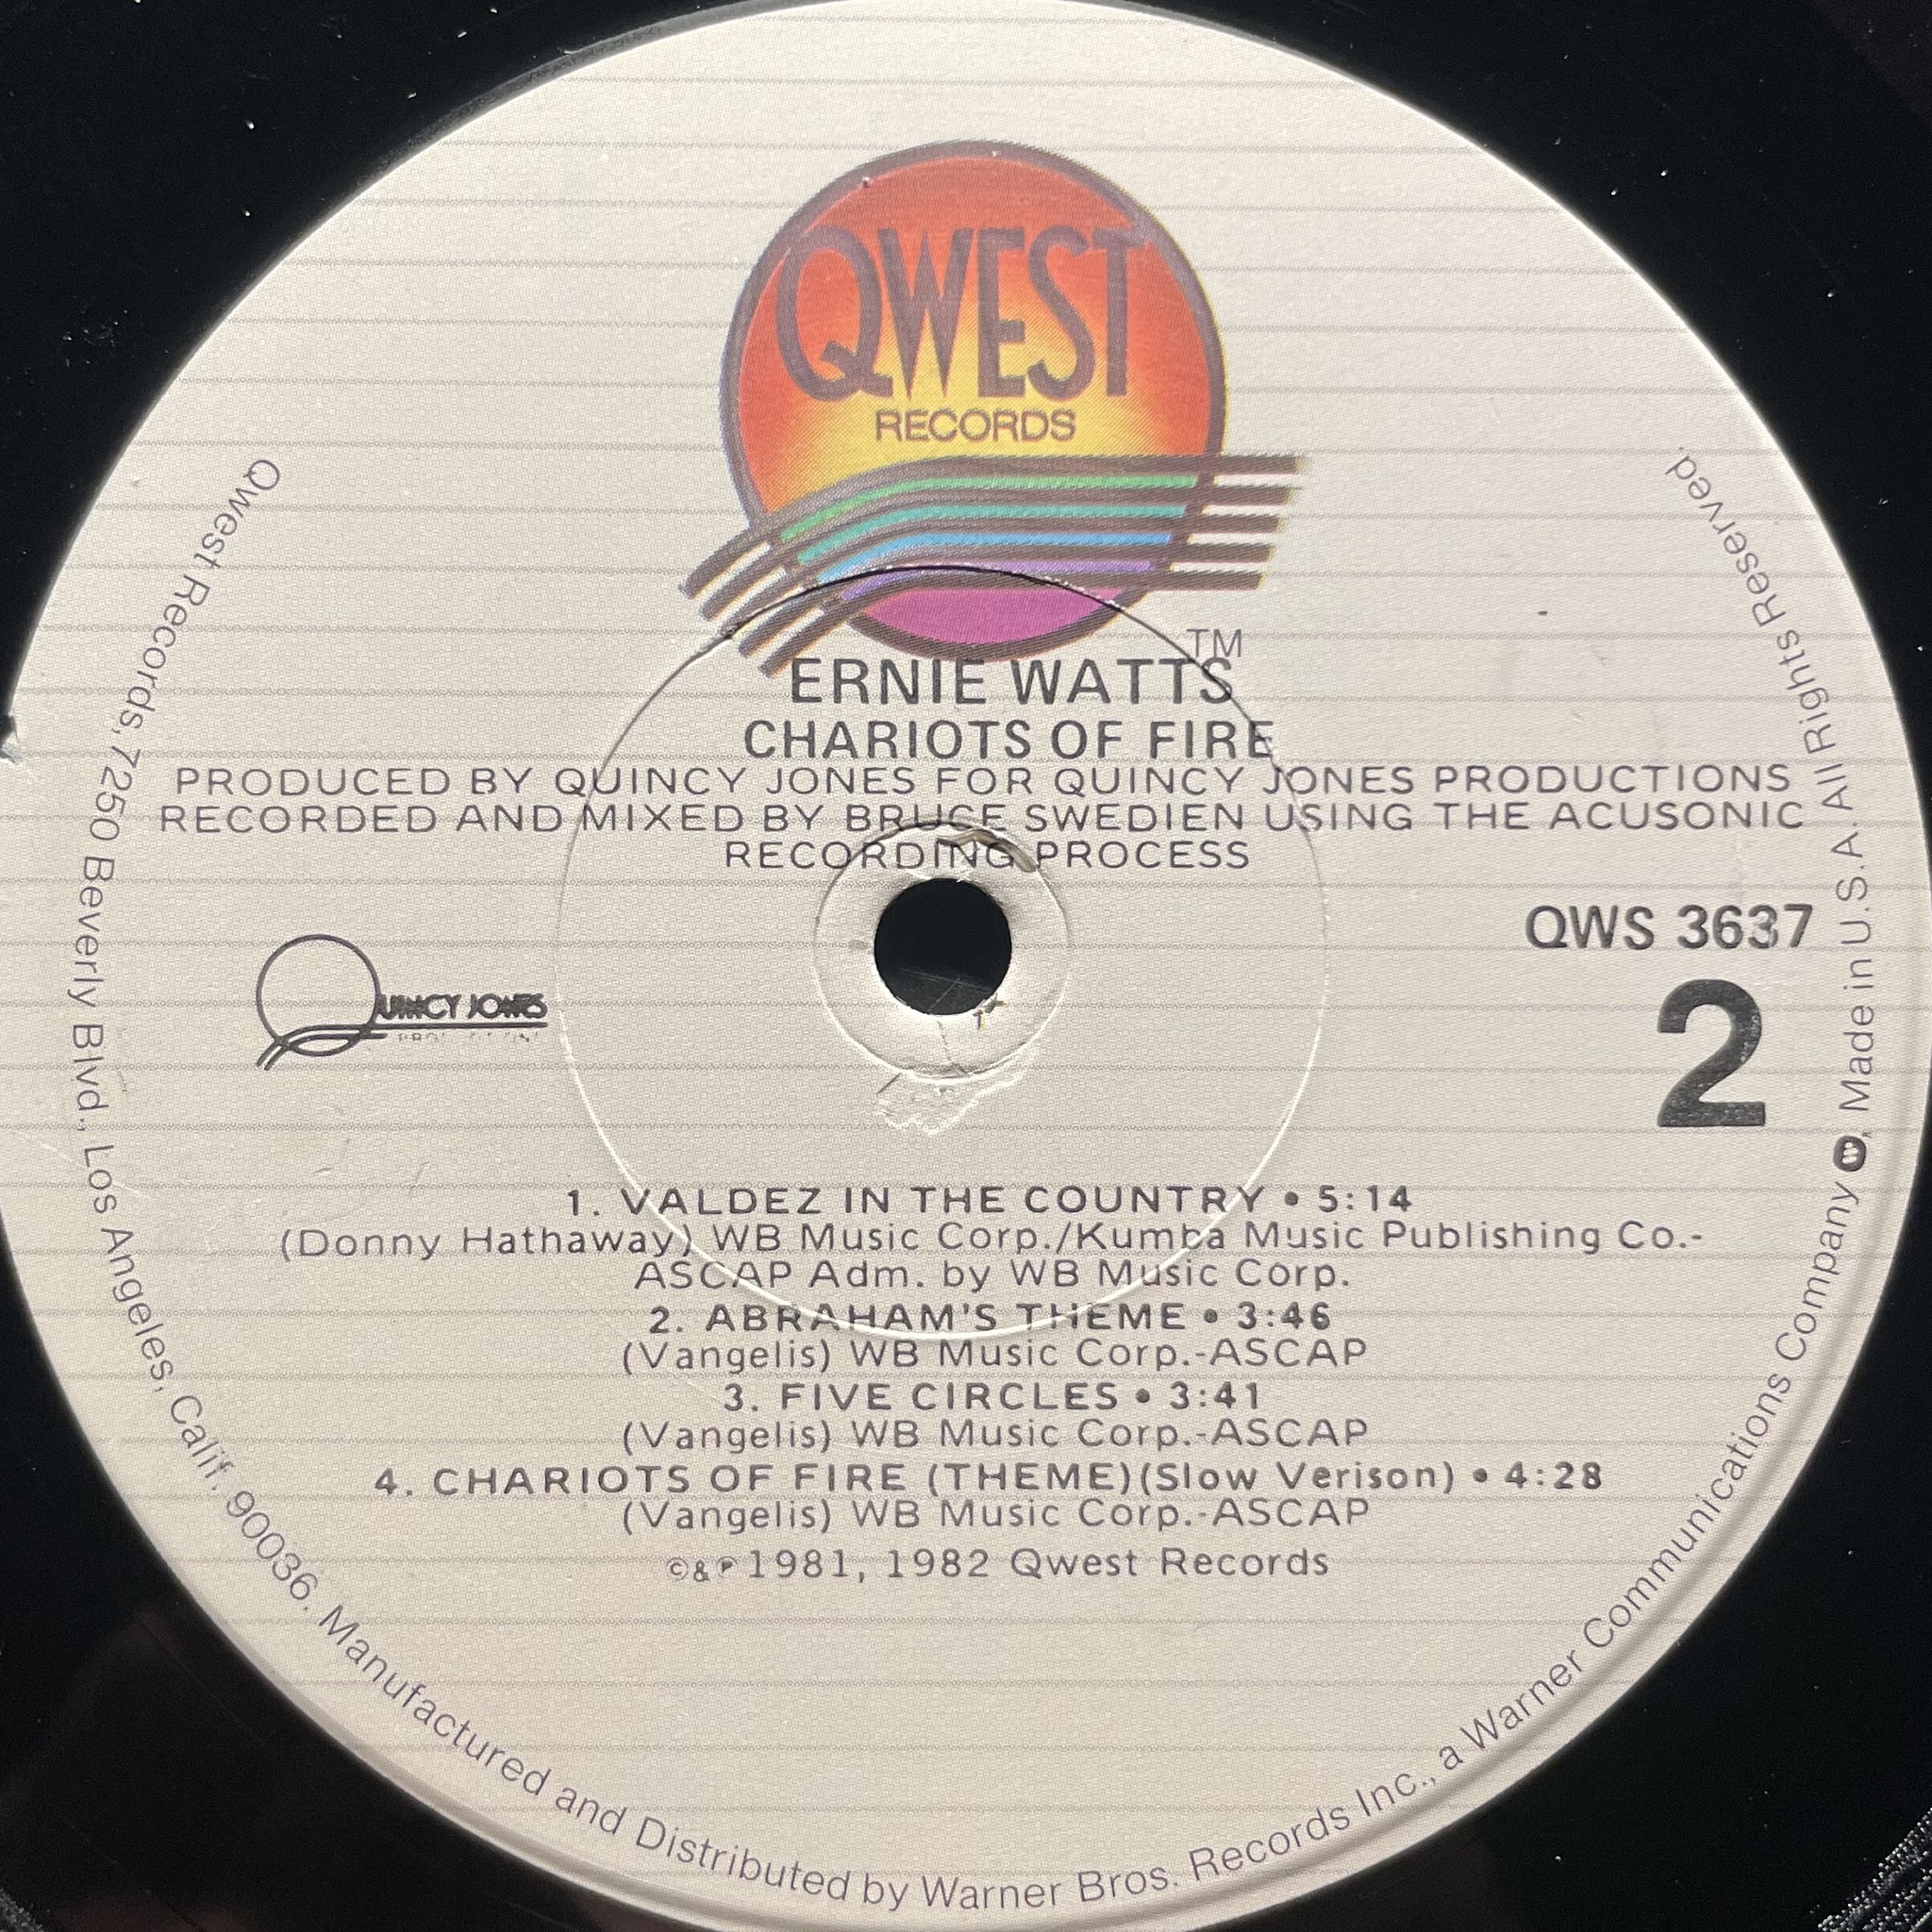 QWEST
RECORDS
TM
ERNIE WATTS
CHARIOTS OF FIRE
PRODUCED BY QUINCY JONES FOR QUINCY JONES PRODUCTIONS
RECORDED AND MIXED BY BRUCE SWEDIEN USING THE ACUSONIC
RECORDING PROCESS
QWS 3637
2
QUINCY JONES
1. VALDEZ IN THE COUNTRY • 5:14
(Donny Hathaway) WB Music Corp./Kumba Music Publishing Co.-
ASCAP Adm. by WB Music Corp.
2. ABRAHAM'S THEME • 3:46
(Vangelis) WB Music Corp.-ASCAP
3. FIVE CIRCLES • 3:41
(Vangelis) WB Music Corp.-ASCAP
4. CHARIOTS OF FIRE (THEME)(Slow Verison) • 4:28
(Vangelis) WB Music Corp.-ASCAP
©&℗ 1981, 1982 Qwest Records
Qwest Records, 7250 Beverly Blvd., Los Angeles, Calif. 90036. Manufactured and Distributed by Warner Bros. Records Inc., a Warner Communications Company. Made in U.S.A. All Rights Reserved.